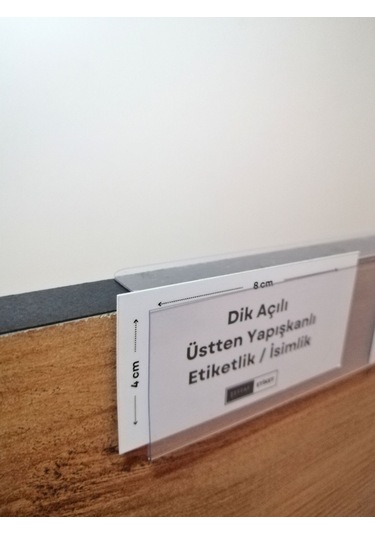 8 cm
4 cm
Dik Açılı
Üstten Yapışkanlı
Etiketlik / İsimlik